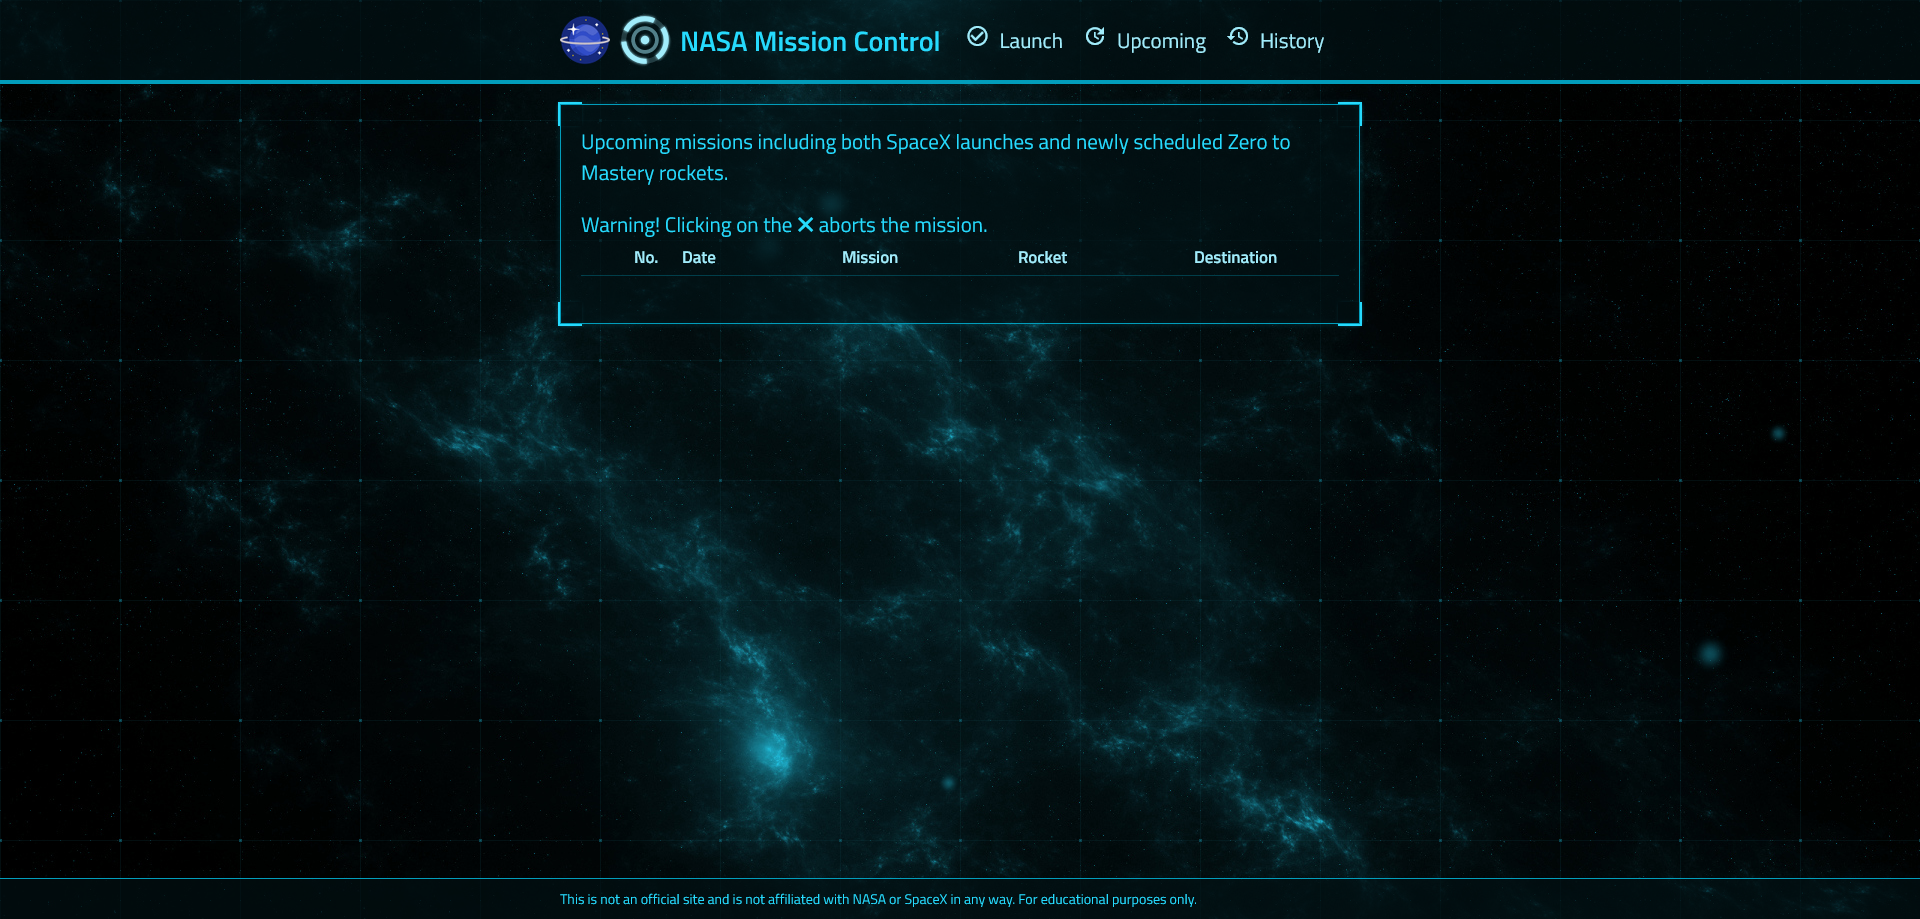 NASA Mission Control Launch Upcoming History
Upcoming missions including both SpaceX launches and newly scheduled Zero to
Mastery rockets.
Warning! Clicking on the ✕ aborts the mission.
No. Date Mission Rocket Destination
This is not an official site and is not affiliated with NASA or SpaceX in any way. For educational purposes only.